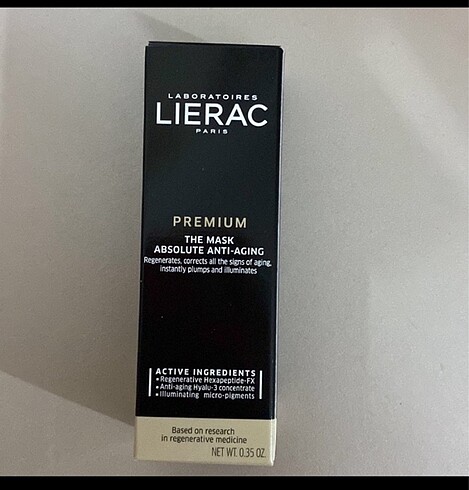 LABORATOIRES
LIERAC
PARIS
PREMIUM
THE MASK
ABSOLUTE ANTI-AGING
Regenerates, corrects all the signs of aging,
instantly plumps and illuminates
ACTIVE INGREDIENTS
• Regenerative Hexapeptide-FX
• Anti-aging Hyalu-3 concentrate
• Illuminating micro-pigments
Based on research
in regenerative medicine
NET WT. 0.35 OZ.